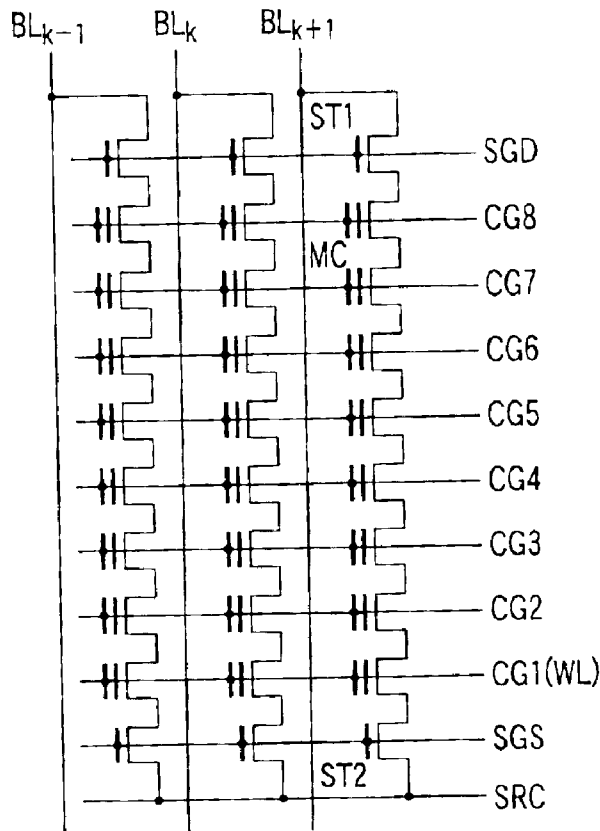 BLk-1 BLk BLk+1
ST1
SGD
CG8
MC
CG7
CG6
CG5
CG4
CG3
CG2
CG1(WL)
SGS
ST2
SRC